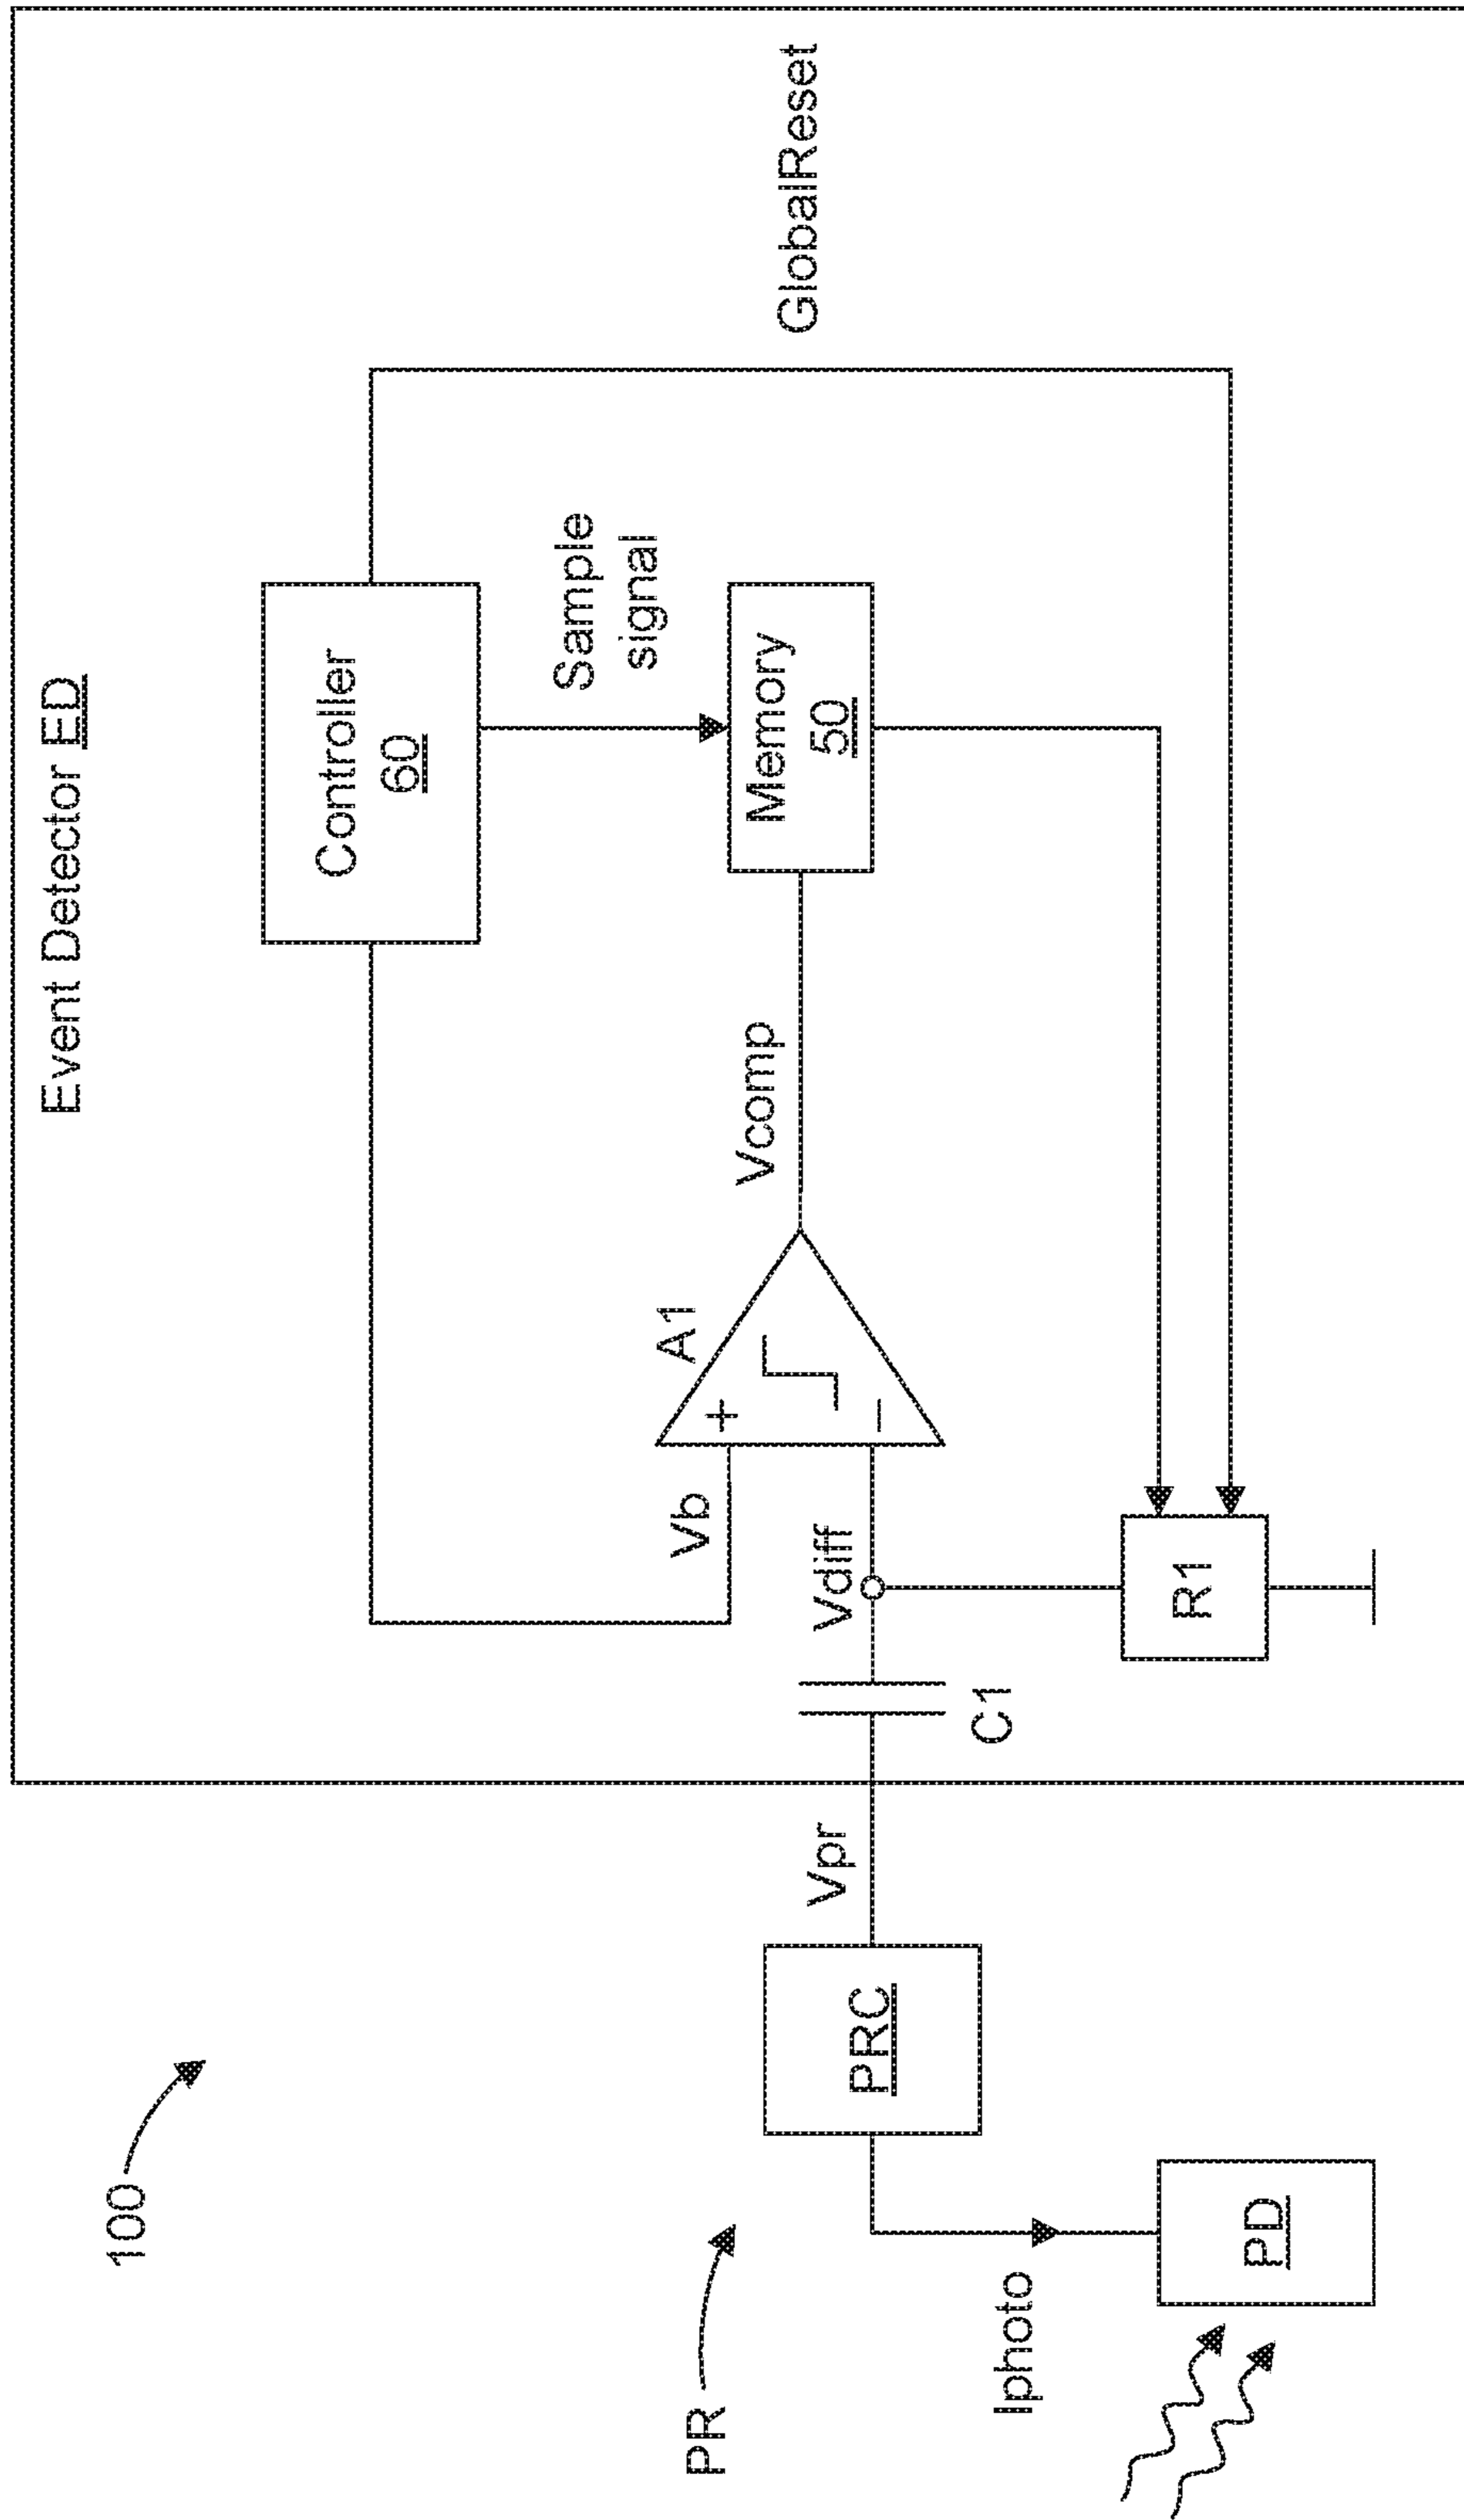 Event Detector ED
Controller
60
Sample
signal
GlobalReset
Memory
50
Vcomp
A1
+
−
Vb
Vdiff
C1
R1
100
Vpr
PRC
PR
Iphoto
PD